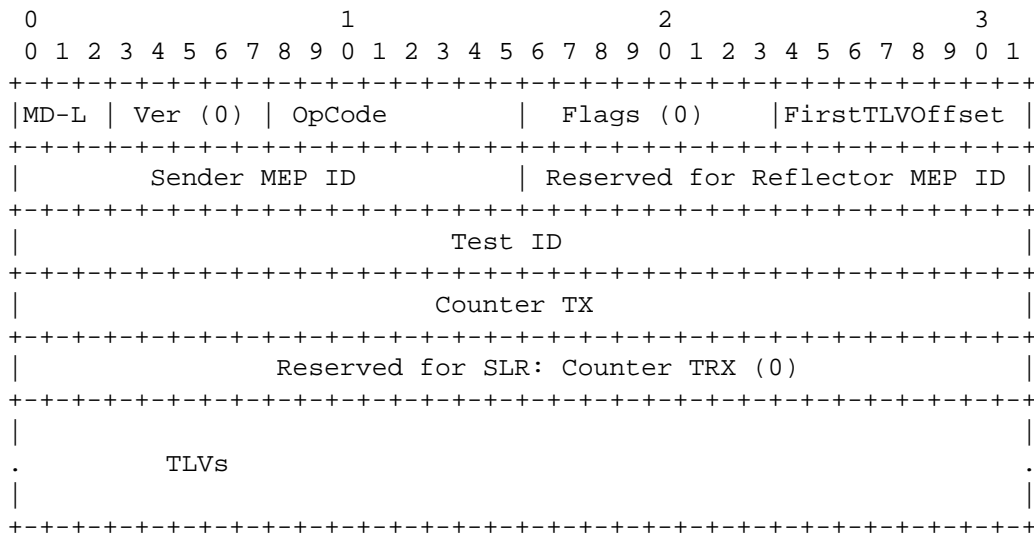 0                   1                   2                   3
 0 1 2 3 4 5 6 7 8 9 0 1 2 3 4 5 6 7 8 9 0 1 2 3 4 5 6 7 8 9 0 1
+-+-+-+-+-+-+-+-+-+-+-+-+-+-+-+-+-+-+-+-+-+-+-+-+-+-+-+-+-+-+-+-+
|MD-L | Ver (0) | OpCode        |  Flags (0)    |FirstTLVOffset |
+-+-+-+-+-+-+-+-+-+-+-+-+-+-+-+-+-+-+-+-+-+-+-+-+-+-+-+-+-+-+-+-+
|        Sender MEP ID          | Reserved for Reflector MEP ID |
+-+-+-+-+-+-+-+-+-+-+-+-+-+-+-+-+-+-+-+-+-+-+-+-+-+-+-+-+-+-+-+-+
|                           Test ID                             |
+-+-+-+-+-+-+-+-+-+-+-+-+-+-+-+-+-+-+-+-+-+-+-+-+-+-+-+-+-+-+-+-+
|                          Counter TX                           |
+-+-+-+-+-+-+-+-+-+-+-+-+-+-+-+-+-+-+-+-+-+-+-+-+-+-+-+-+-+-+-+-+
|                Reserved for SLR: Counter TRX (0)              |
+-+-+-+-+-+-+-+-+-+-+-+-+-+-+-+-+-+-+-+-+-+-+-+-+-+-+-+-+-+-+-+-+
|                                                               |
.         TLVs                                                  .
|                                                               |
+-+-+-+-+-+-+-+-+-+-+-+-+-+-+-+-+-+-+-+-+-+-+-+-+-+-+-+-+-+-+-+-+